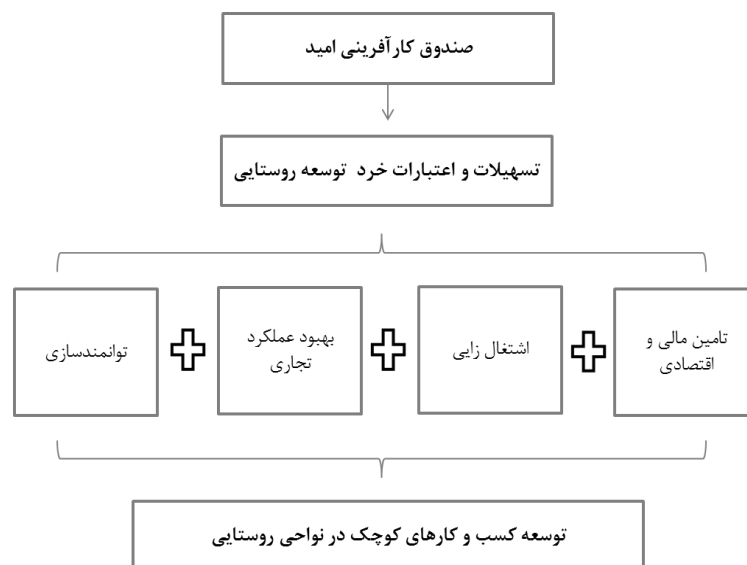 صندوق کارآفرینی امید
تسهیلات و اعتبارات خرد توسعه روستایی
تامین مالی و
اقتصادی
اشتغال زایی
بهبود عملکرد
تجاری
توانمندسازی
توسعه کسب و کارهای کوچک در نواحی روستایی